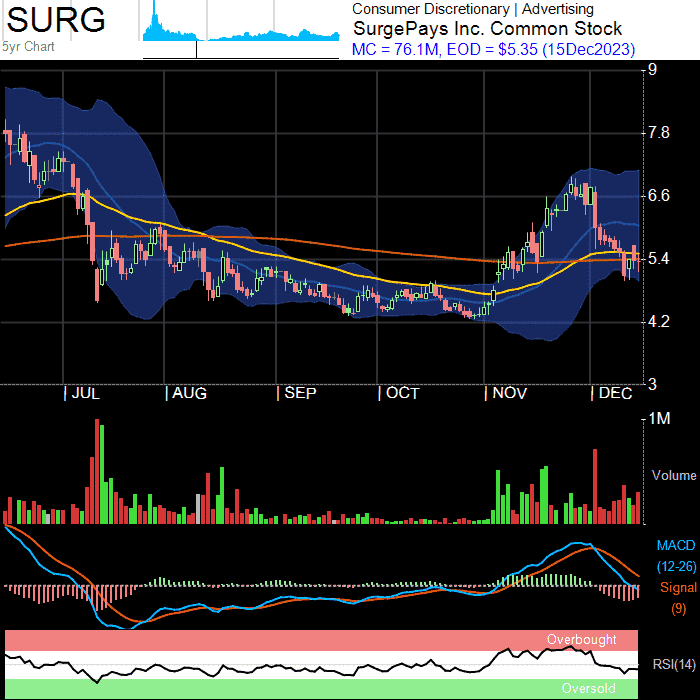 SURG
5yr Chart
Consumer Discretionary | Advertising
SurgePays Inc. Common Stock
MC = 76.1M, EOD = $5.35 (15Dec2023)
9
7.8
6.6
5.4
4.2
3
| JUL | AUG | SEP | OCT | NOV | DEC
1M
Volume
MACD
(12-26)
Signal
(9)
Overbought
RSI(14)
Oversold